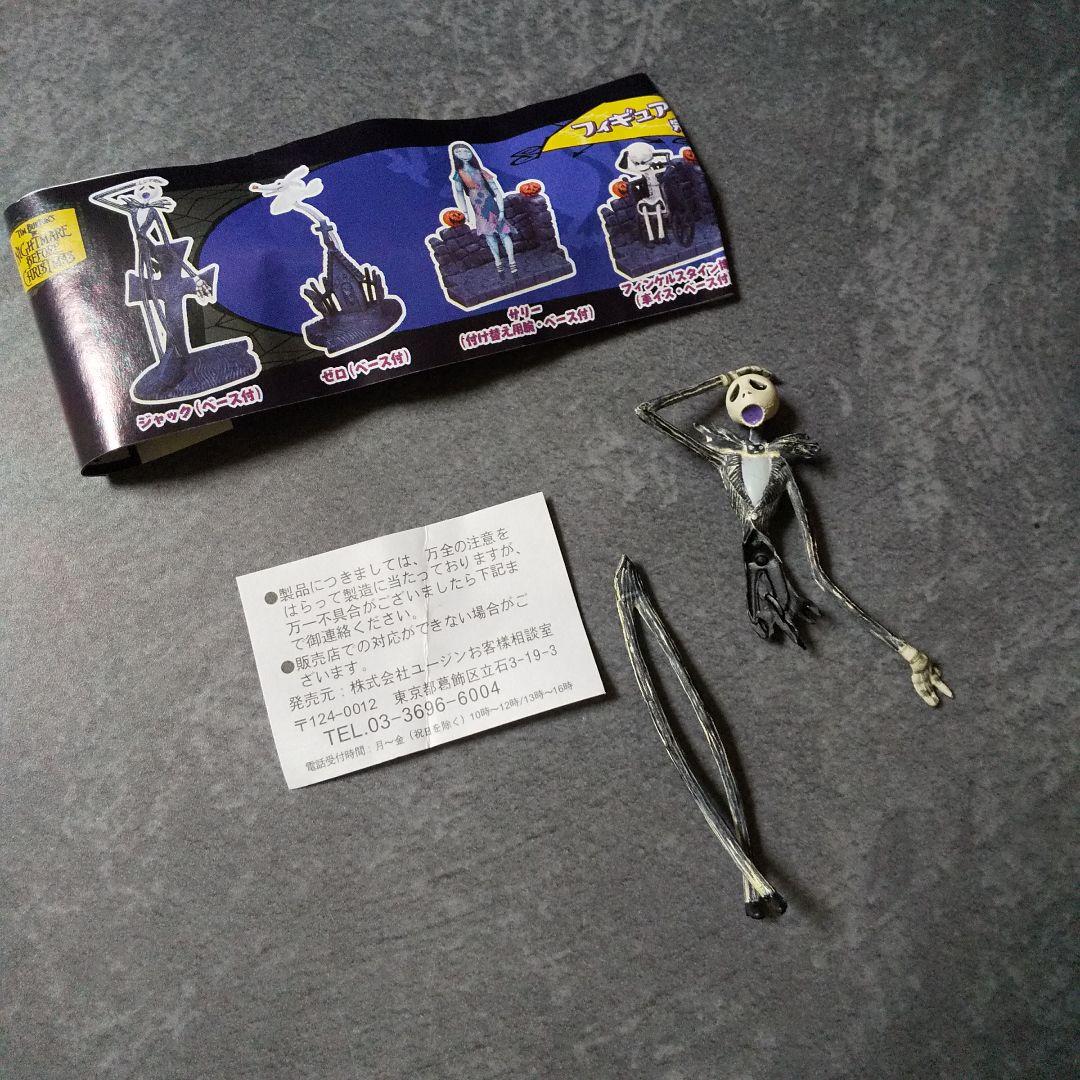 フィギュア
TIM BURTON'S
NIGHTMARE
BEFORE
CHRISTMAS
ジャック(ベース付)
ゼロ(ベース付)
サリー
(付け替え用腕・ベース付)
フィンケルスタイン博
(車イス・ベース付
●製品につきましては、万全の注意を
はらって製造に当たっておりますが、
万一不具合がございましたら下記ま
で御連絡ください。
●販売店での対応ができない場合がご
ざいます。
発売元:株式会社ユージンお客様相談室
〒124-0012 東京都葛飾区立石3-19-3
TEL.03-3696-6004
電話受付時間:月〜金(祝日を除く)10時〜12時/13時〜16時